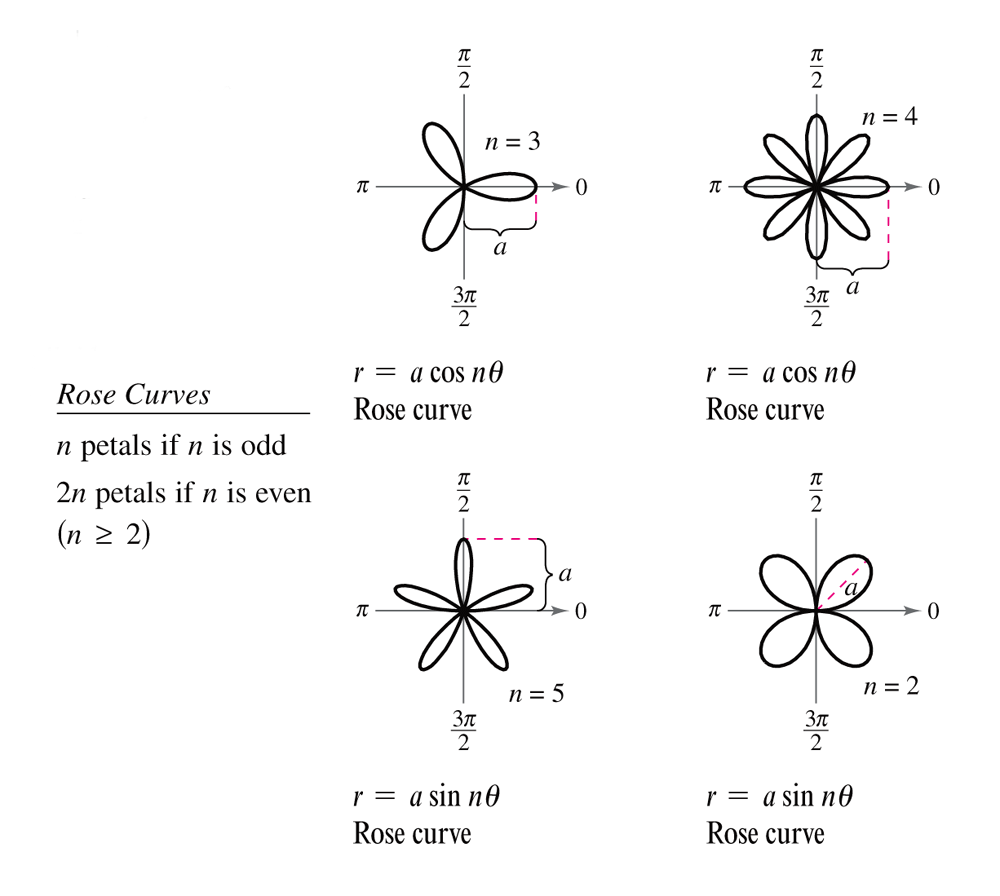 Rose Curves
n petals if n is odd
2n petals if n is even
(n ≥ 2)
π/2
n = 3
π
0
a
3π/2
r = a cos nθ
Rose curve
π/2
n = 4
π
0
a
3π/2
r = a cos nθ
Rose curve
π/2
a
π
0
n = 5
3π/2
r = a sin nθ
Rose curve
π/2
a
π
0
n = 2
3π/2
r = a sin nθ
Rose curve